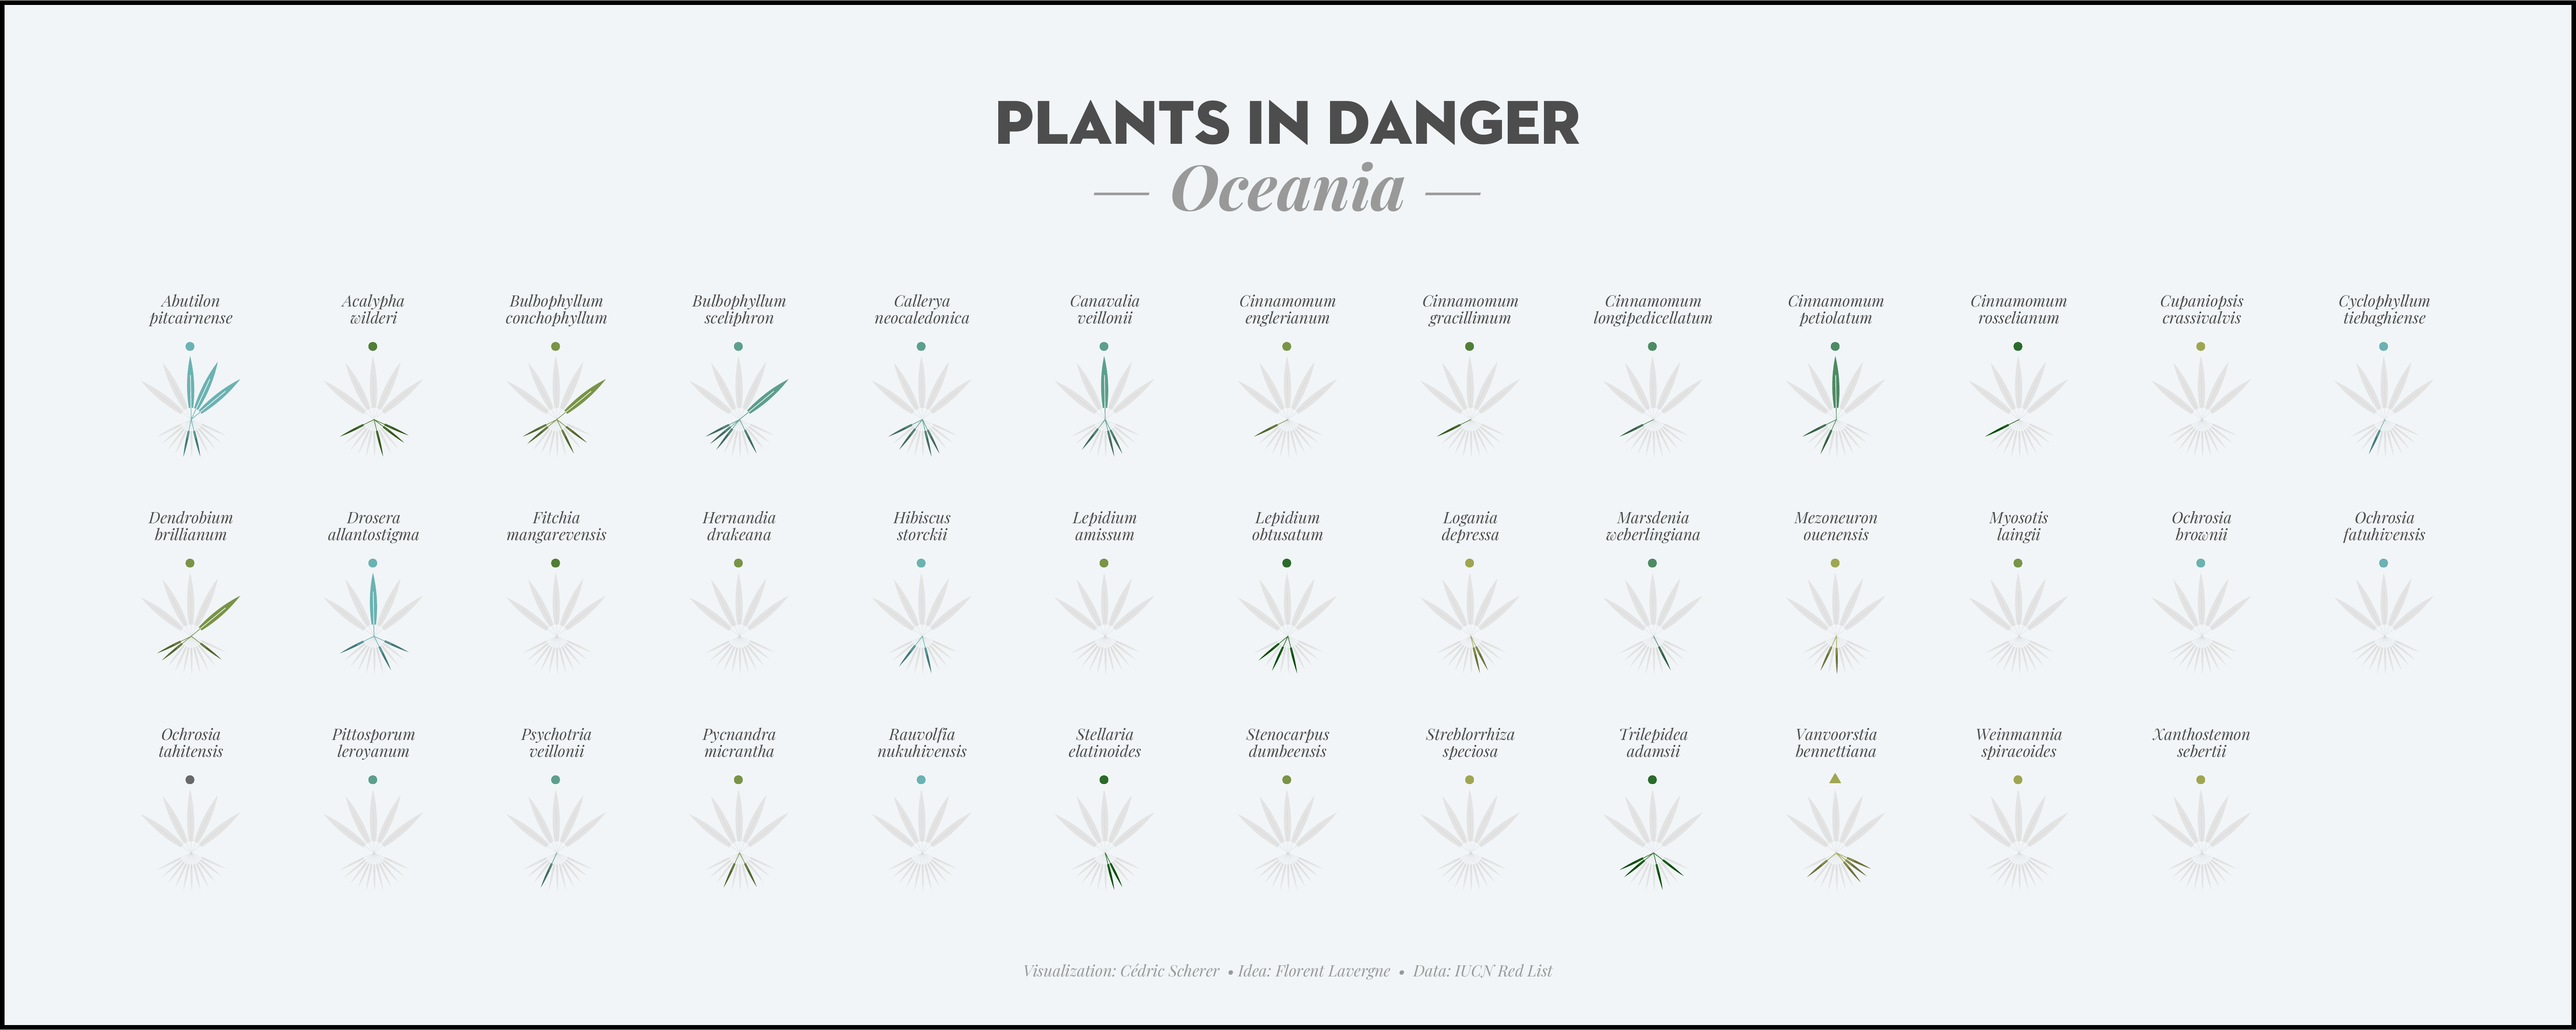 PLANTS IN DANGER
— Oceania —
Abutilon
pitcairnense
Acalypha
wilderi
Bulbophyllum
conchophyllum
Bulbophyllum
sceliphron
Callerya
neocaledonica
Canavalia
veillonii
Cinnamomum
englerianum
Cinnamomum
gracillimum
Cinnamomum
longipedicellatum
Cinnamomum
petiolatum
Cinnamomum
rosselianum
Cupaniopsis
crassivalvis
Cyclophyllum
tiebaghiense
Dendrobium
brillianum
Drosera
allantostigma
Fitchia
mangarevensis
Hernandia
drakeana
Hibiscus
storckii
Lepidium
amissum
Lepidium
obtusatum
Logania
depressa
Marsdenia
weberlingiana
Mezoneuron
ouenensis
Myosotis
laingii
Ochrosia
brownii
Ochrosia
fatuhivensis
Ochrosia
tahitensis
Pittosporum
leroyanum
Psychotria
veillonii
Pycnandra
micrantha
Rauvolfia
nukuhivensis
Stellaria
elatinoides
Stenocarpus
dumbeensis
Streblorrhiza
speciosa
Trilepidea
adamsii
Vanvoorstia
bennettiana
Weinmannia
spiraeoides
Xanthostemon
sebertii
Visualization: Cédric Scherer • Idea: Florent Lavergne • Data: IUCN Red List